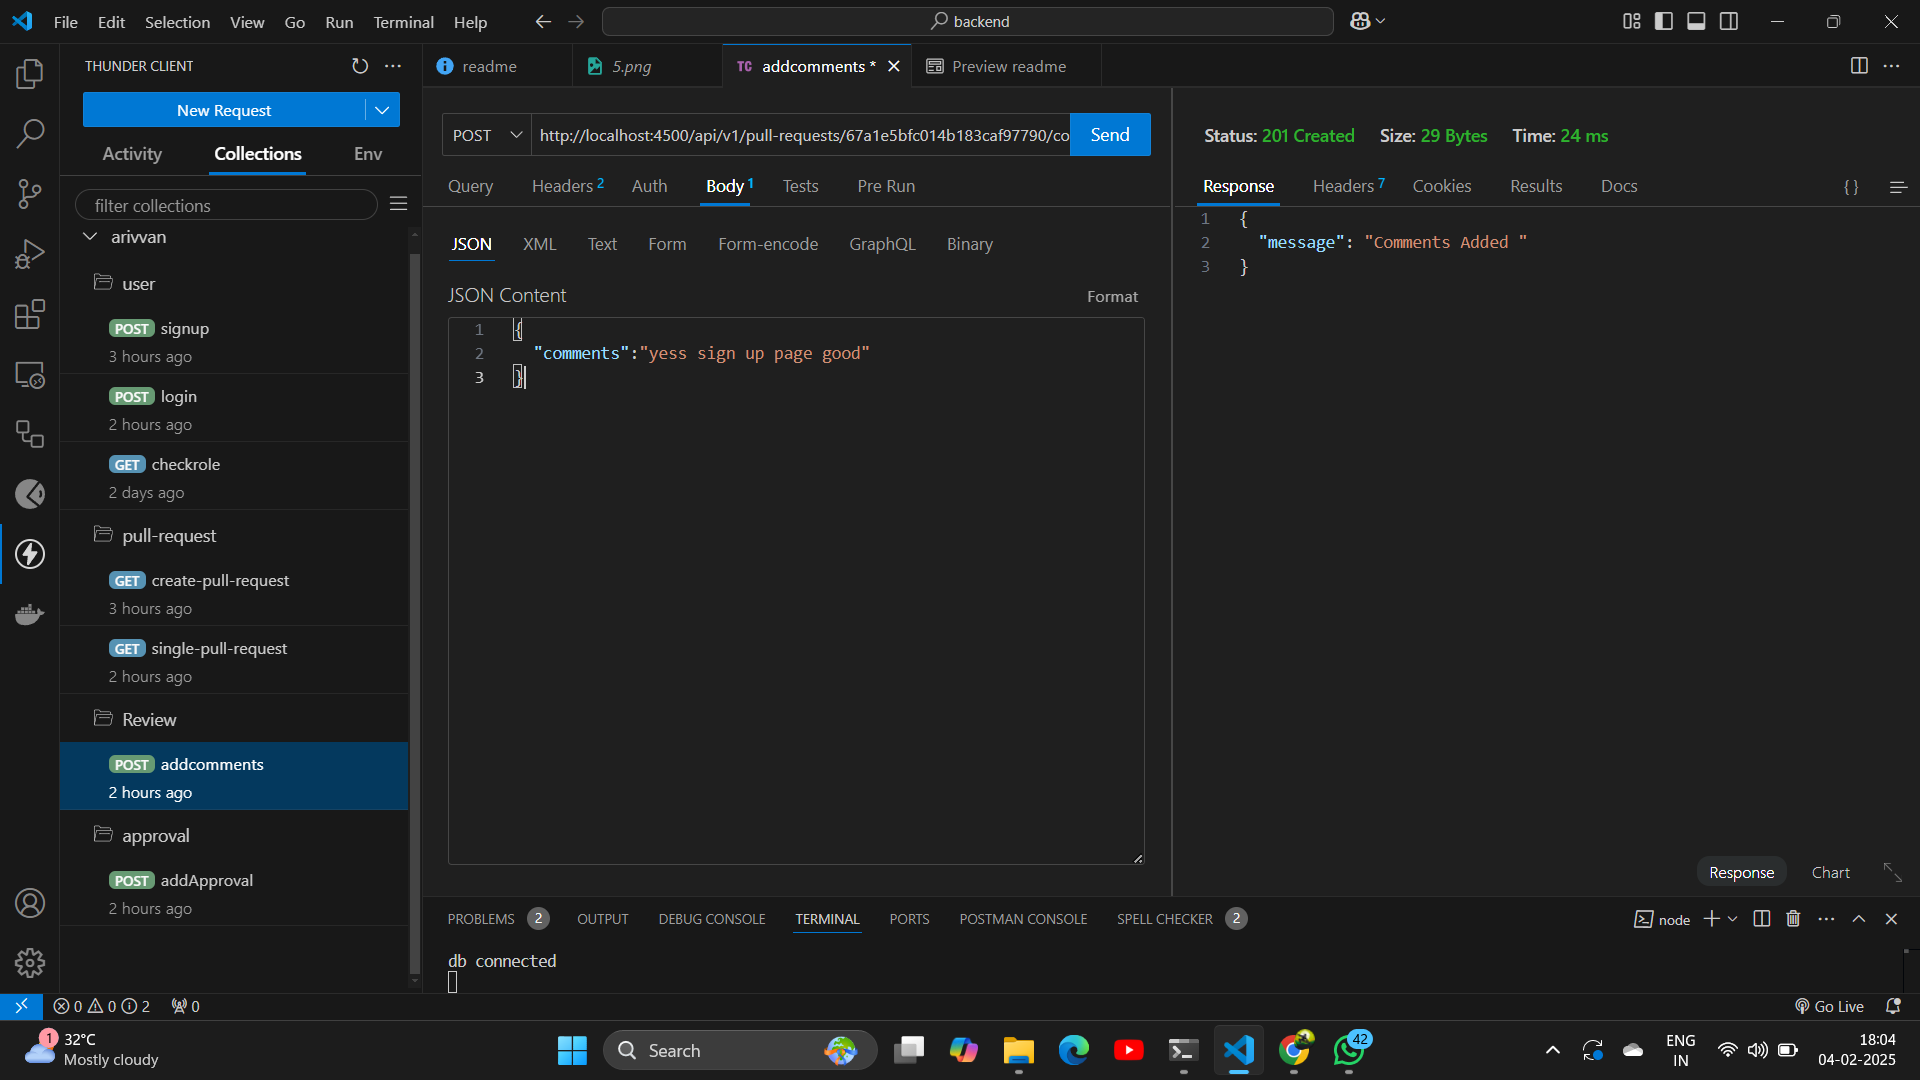 File Edit Selection View Go Run Terminal Help
backend
THUNDER CLIENT
New Request
Activity Collections Env
filter collections
arivvan
user
POST signup
3 hours ago
POST login
2 hours ago
GET checkrole
2 days ago
pull-request
GET create-pull-request
3 hours ago
GET single-pull-request
2 hours ago
Review
POST addcomments
2 hours ago
approval
POST addApproval
2 hours ago
readme
5.png
TC addcomments *
Preview readme
POST http://localhost:4500/api/v1/pull-requests/67a1e5bfc014b183caf97790/co Send
Query Headers 2 Auth Body 1 Tests Pre Run
JSON XML Text Form Form-encode GraphQL Binary
JSON Content Format
1 {
2 "comments":"yess sign up page good"
3 }
Status: 201 Created Size: 29 Bytes Time: 24 ms
Response Headers 7 Cookies Results Docs { }
1 {
2 "message": "Comments Added "
3 }
Response Chart
PROBLEMS 2 OUTPUT DEBUG CONSOLE TERMINAL PORTS POSTMAN CONSOLE SPELL CHECKER 2
node
db connected
0 0 2 0
Go Live
1
32°C
Mostly cloudy
Search
42
ENG
IN
18:04
04-02-2025